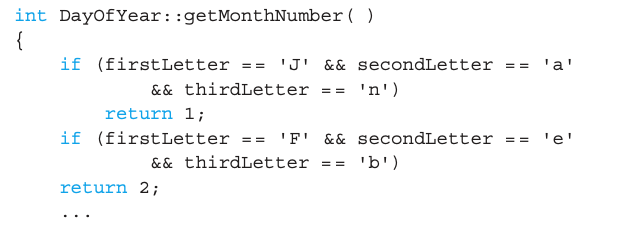 int DayOfYear::getMonthNumber( )
{
    if (firstLetter == 'J' && secondLetter == 'a'
            && thirdLetter == 'n')
        return 1;
    if (firstLetter == 'F' && secondLetter == 'e'
            && thirdLetter == 'b')
    return 2;
    ...